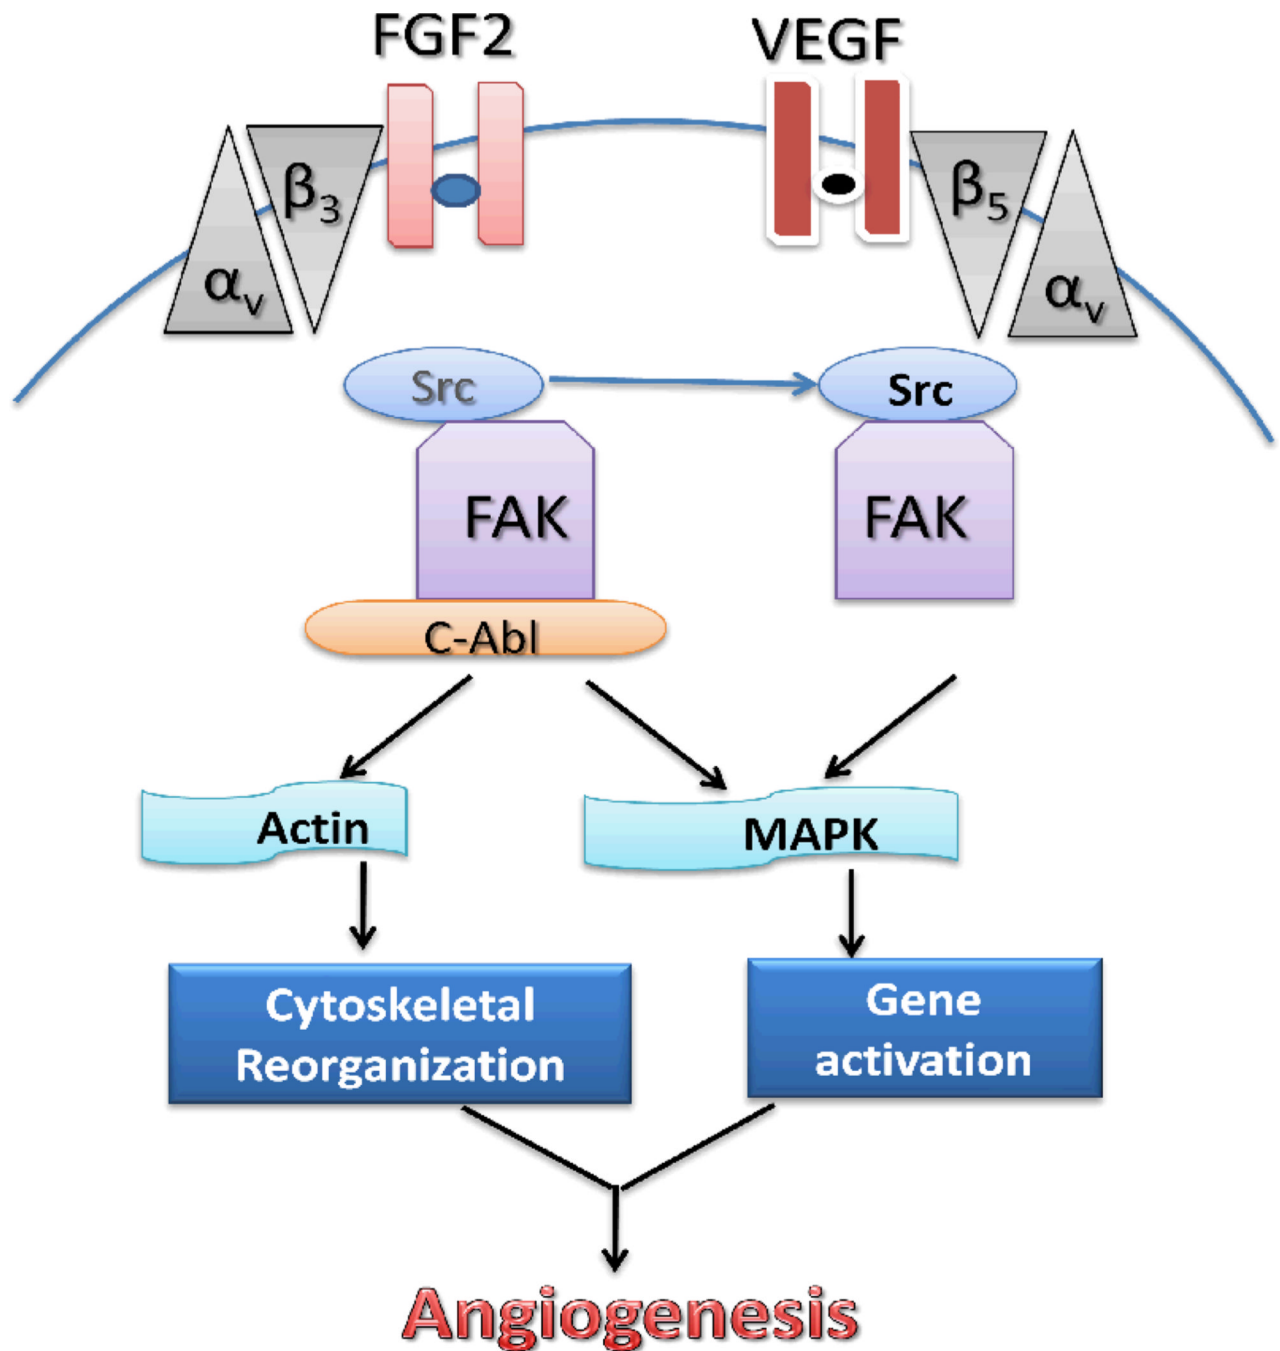 FGF2
VEGF
β3
αv
β5
αv
Src
Src
FAK
FAK
C-Abl
Actin
MAPK
Cytoskeletal
Reorganization
Gene
activation
Angiogenesis